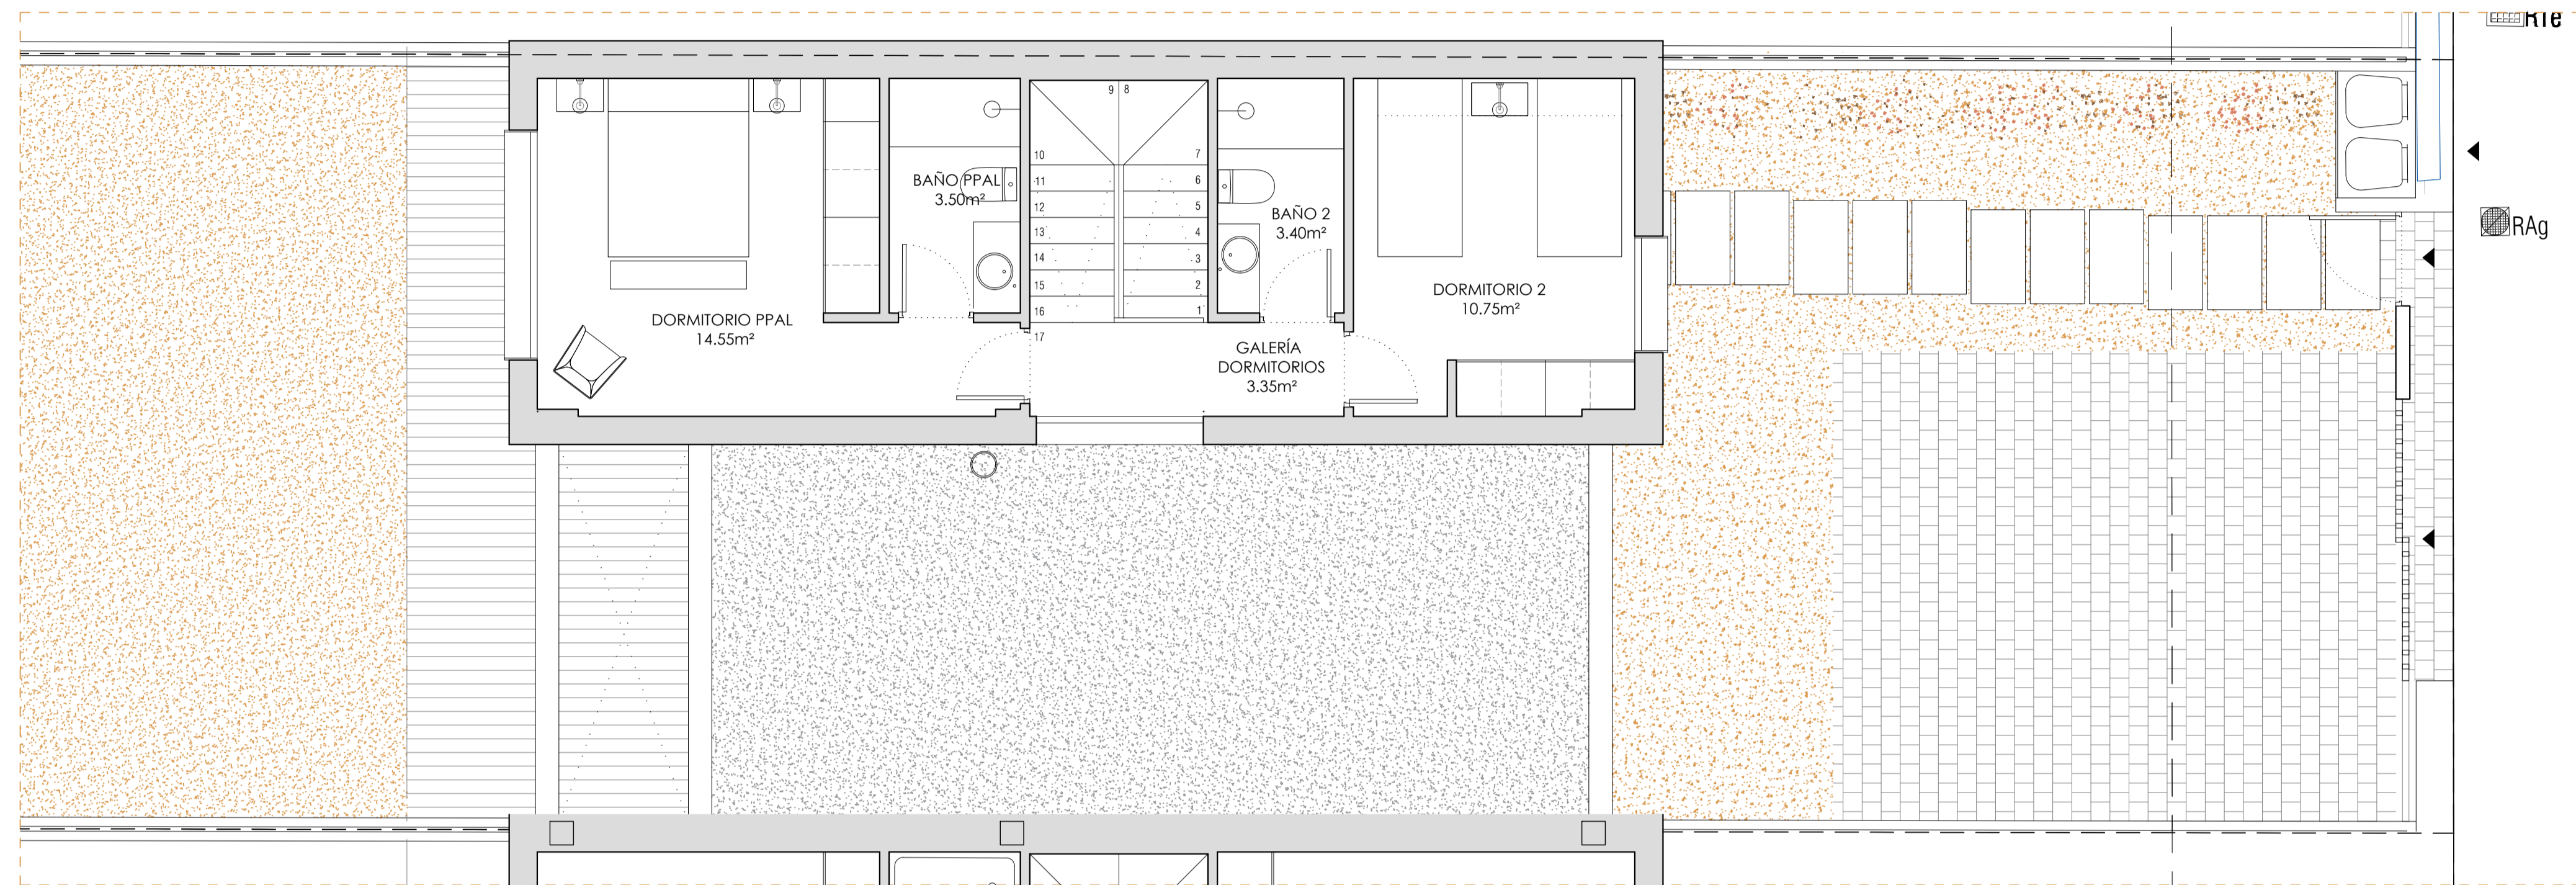 RTe
9 8
10
7
11
6
12
5
13
4
14
3
15
2
16
1
17
BAÑO PPAL
3.50m²
BAÑO 2
3.40m²
RAg
DORMITORIO 2
10.75m²
DORMITORIO PPAL
14.55m²
GALERÍA
DORMITORIOS
3.35m²